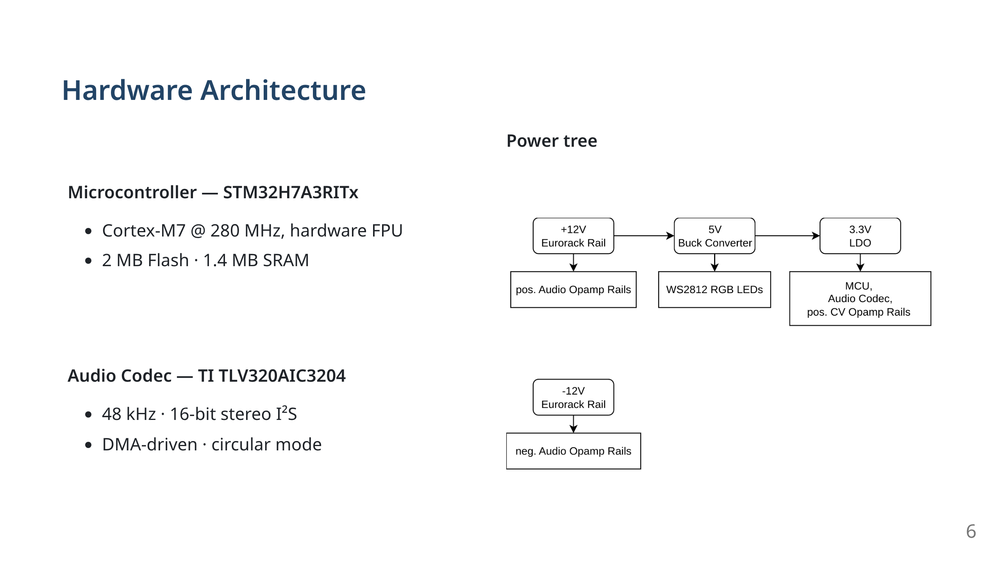 Hardware Architecture
Microcontroller — STM32H7A3RITx
• Cortex-M7 @ 280 MHz, hardware FPU
• 2 MB Flash · 1.4 MB SRAM
Audio Codec — TI TLV320AIC3204
• 48 kHz · 16-bit stereo I²S
• DMA-driven · circular mode
Power tree
+12V
Eurorack Rail
5V
Buck Converter
3.3V
LDO
pos. Audio Opamp Rails
WS2812 RGB LEDs
MCU,
Audio Codec,
pos. CV Opamp Rails
-12V
Eurorack Rail
neg. Audio Opamp Rails
6